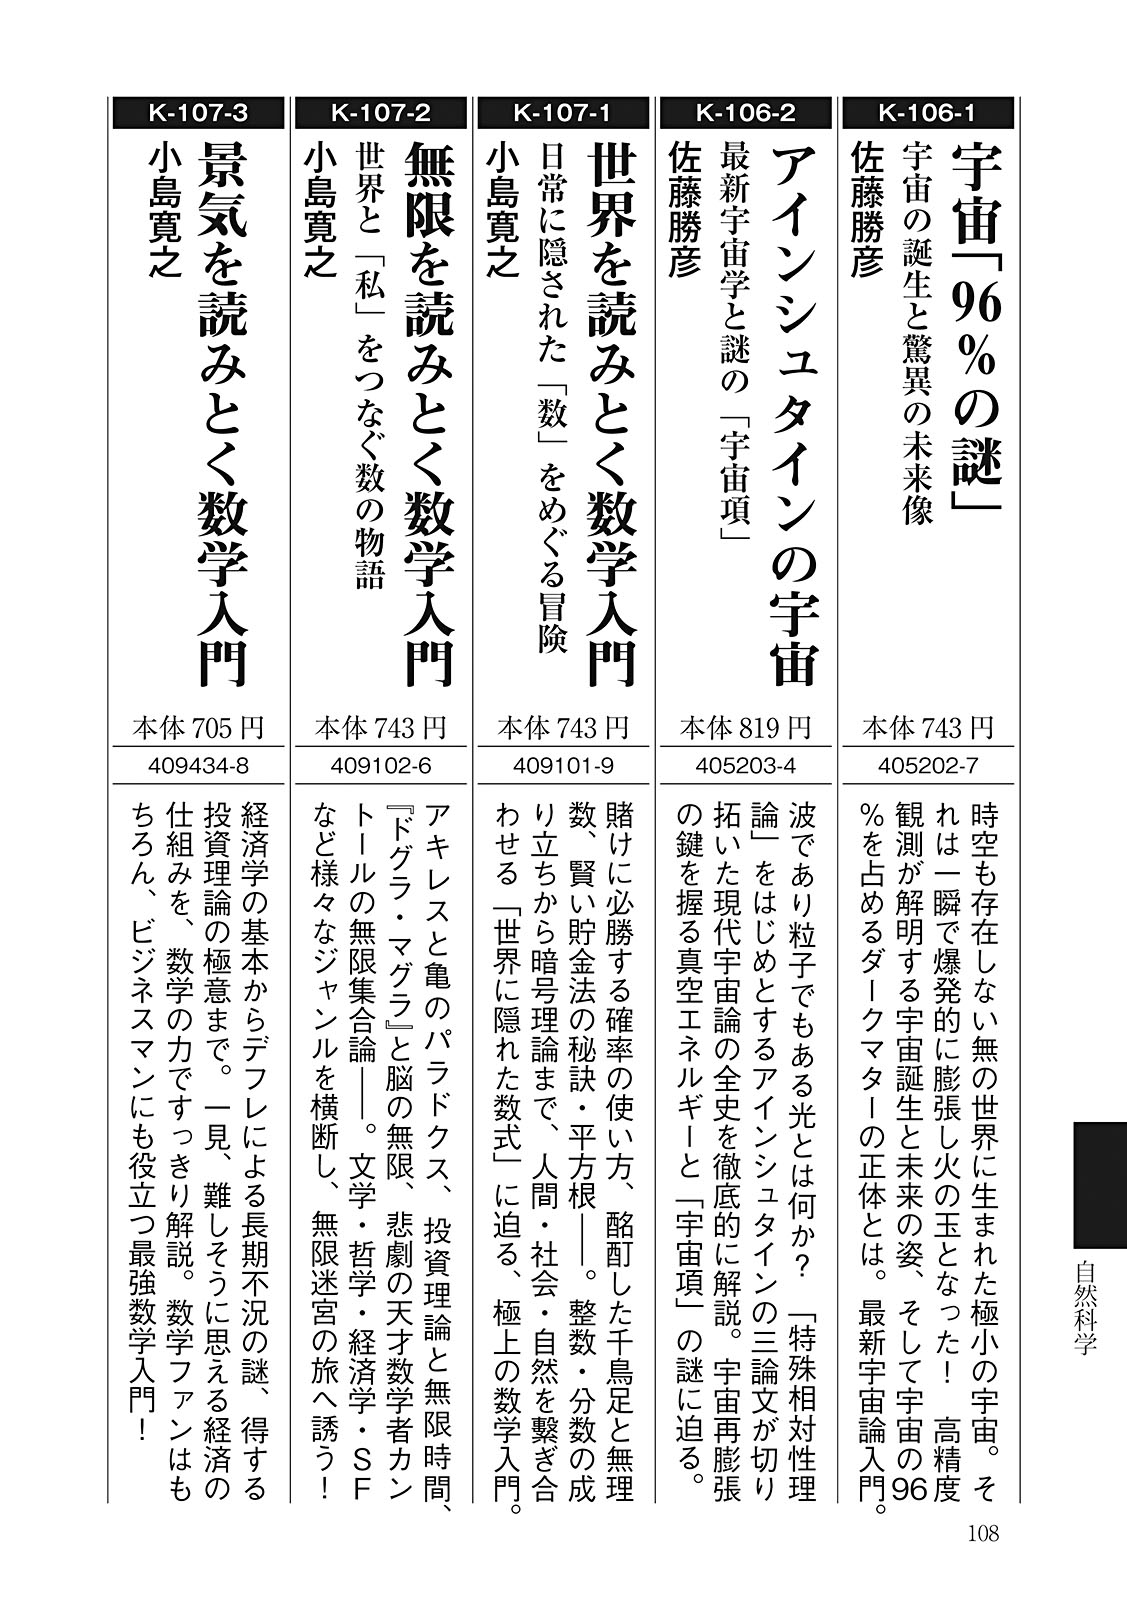 K-106-1
宇宙「96%の謎」
宇宙の誕生と驚異の未来像
佐藤勝彦
本体 743 円
405202-7
時空も存在しない無の世界に生まれた極小の宇宙。そ
れは一瞬で爆発的に膨張し火の玉となった! 高精度
観測が解明する宇宙誕生と未来の姿、そして宇宙の96
%を占めるダークマターの正体とは。最新宇宙論入門。
K-106-2
アインシュタインの宇宙
最新宇宙学と謎の「宇宙項」
佐藤勝彦
本体 819 円
405203-4
波であり粒子でもある光とは何か? 「特殊相対性理
論」をはじめとするアインシュタインの三論文が切り
拓いた現代宇宙論の全史を徹底的に解説。宇宙再膨張
の鍵を握る真空エネルギーと「宇宙項」の謎に迫る。
K-107-1
世界を読みとく数学入門
日常に隠された「数」をめぐる冒険
小島寛之
本体 743 円
409101-9
賭けに必勝する確率の使い方、酩酊した千鳥足と無理
数、賢い貯金法の秘訣・平方根——。整数・分数の成
り立ちから暗号理論まで、人間・社会・自然を繋ぎ合
わせる「世界に隠れた数式」に迫る、極上の数学入門。
K-107-2
無限を読みとく数学入門
世界と「私」をつなぐ数の物語
小島寛之
本体 743 円
409102-6
アキレスと亀のパラドクス、投資理論と無限時間、
『ドグラ・マグラ』と脳の無限、悲劇の天才数学者カン
トールの無限集合論——。文学・哲学・経済学・SF
など様々なジャンルを横断し、無限迷宮の旅へ誘う!
K-107-3
景気を読みとく数学入門
小島寛之
本体 705 円
409434-8
経済学の基本からデフレによる長期不況の謎、得する
投資理論の極意まで。一見、難しそうに思える経済の
仕組みを、数学の力ですっきり解説。数学ファンはも
ちろん、ビジネスマンにも役立つ最強数学入門!
自然科学
108